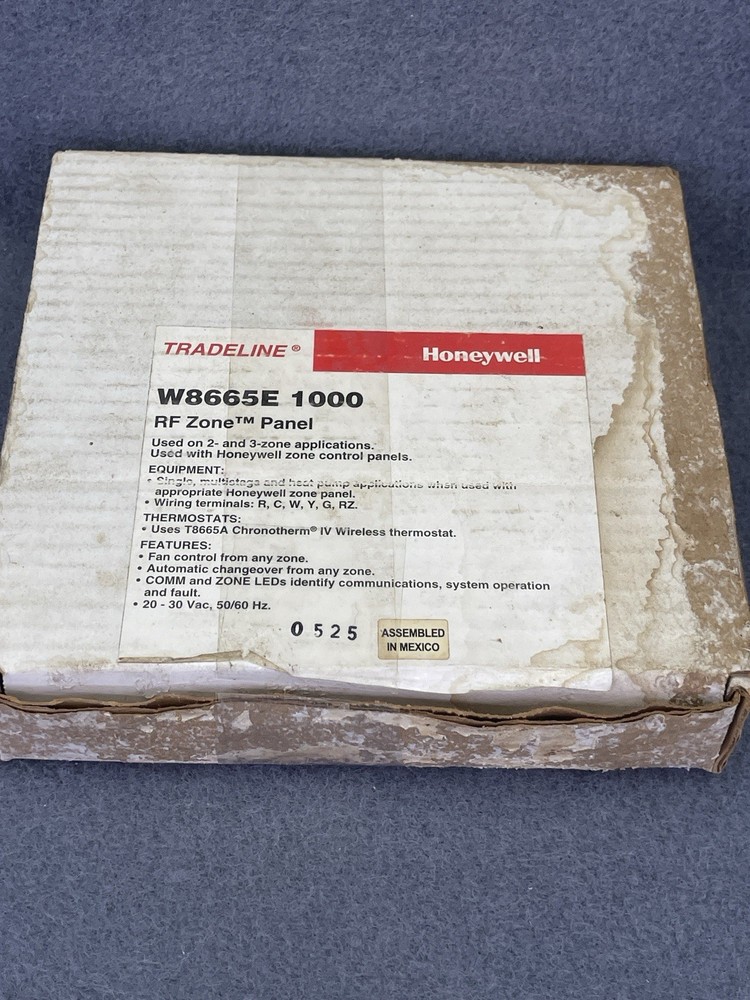 TRADELINE®
Honeywell
W8665E 1000
RF Zone™ Panel
Used on 2- and 3-zone applications.
Used with Honeywell zone control panels.
EQUIPMENT:
• Single, multistage and heat pump applications when used with
appropriate Honeywell zone panel.
• Wiring terminals: R, C, W, Y, G, RZ.
THERMOSTATS:
• Uses T8665A Chronotherm® IV Wireless thermostat.
FEATURES:
• Fan control from any zone.
• Automatic changeover from any zone.
• COMM and ZONE LEDs identify communications, system operation
and fault.
• 20 - 30 Vac, 50/60 Hz.
0525
ASSEMBLED
IN MEXICO